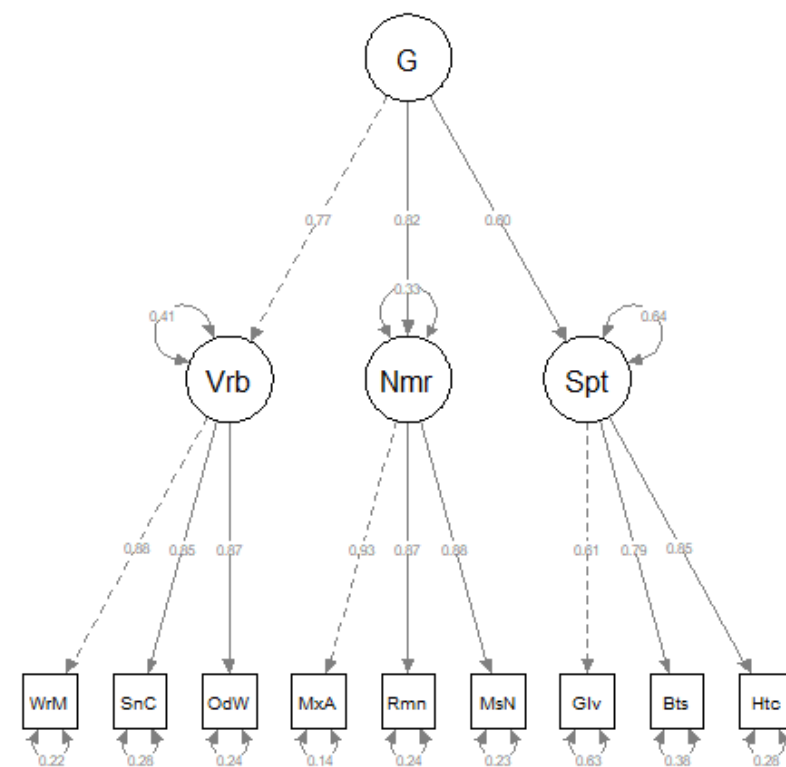 G
0.77 0.82 0.60
0.41 0.33 0.64
Vrb Nmr Spt
0.88 0.85 0.87 0.93 0.87 0.88 0.61 0.79 0.85
WrM SnC OdW MxA Rmn MsN Glv Bts Htc
0.22 0.28 0.24 0.14 0.24 0.23 0.63 0.38 0.28